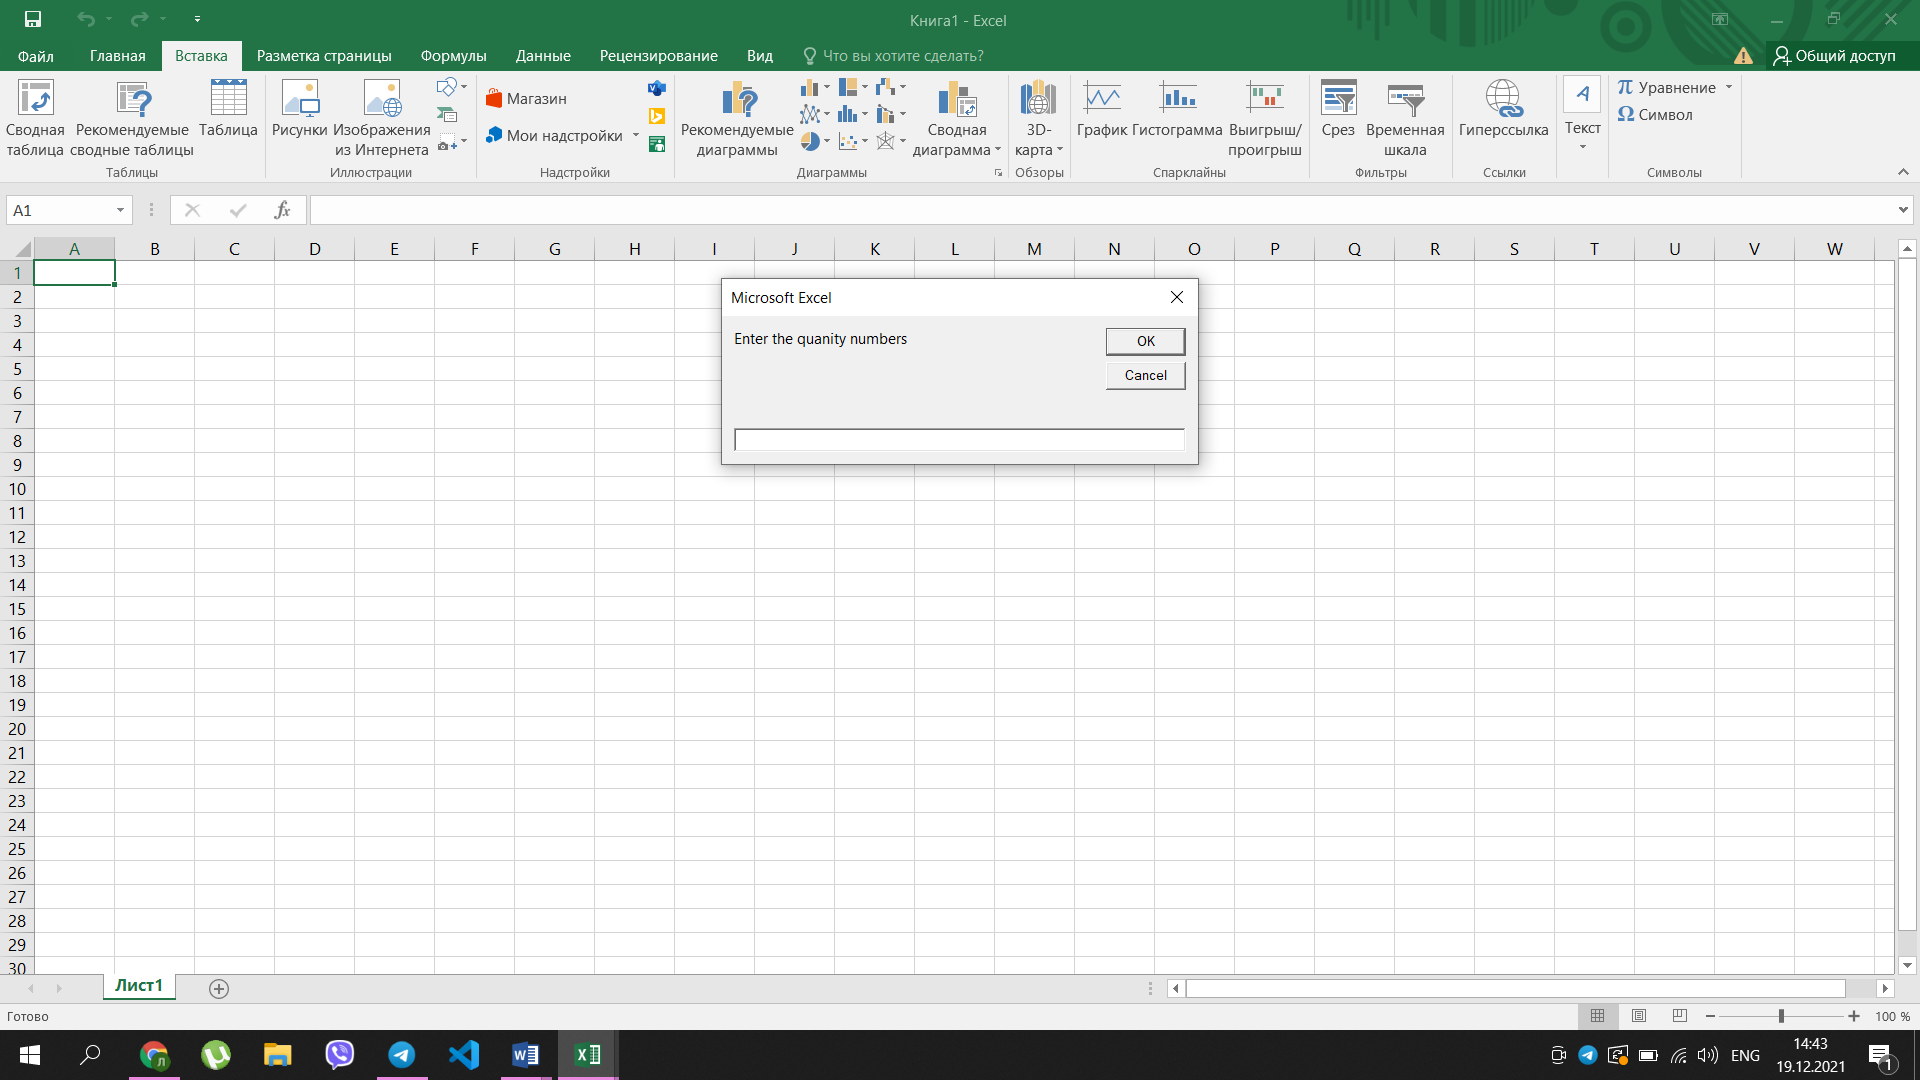 Книга1 - Excel
Файл Главная Вставка Разметка страницы Формулы Данные Рецензирование Вид Что вы хотите сделать? Общий доступ
Сводная таблица
Рекомендуемые сводные таблицы
Таблица
Таблицы
Рисунки
Изображения из Интернета
Иллюстрации
Магазин
Мои надстройки
Надстройки
Рекомендуемые диаграммы
Сводная диаграмма
Диаграммы
3D-карта
Обзоры
График
Гистограмма
Выигрыш/проигрыш
Спарклайны
Срез
Временная шкала
Фильтры
Гиперссылка
Ссылки
Текст
Уравнение
Символ
Символы
A1
fx
A B C D E F G H I J K L M N O P Q R S T U V W
1
2
3
4
5
6
7
8
9
10
11
12
13
14
15
16
17
18
19
20
21
22
23
24
25
26
27
28
29
30
Microsoft Excel
Enter the quanity numbers
OK
Cancel
Лист1
Готово
100 %
ENG
14:43
19.12.2021
1